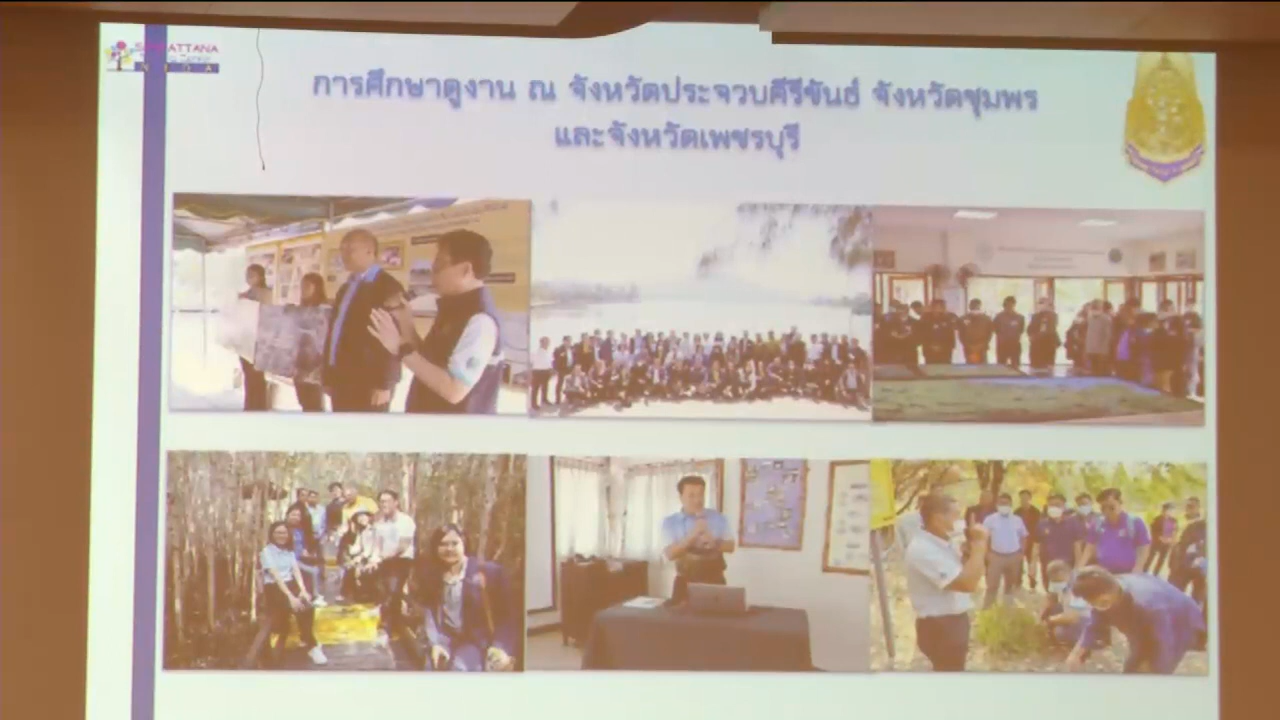 NIDA
การศึกษาดูงาน ณ จังหวัดประจวบคีรีขันธ์ จังหวัดชุมพร
และจังหวัดเพชรบุรี